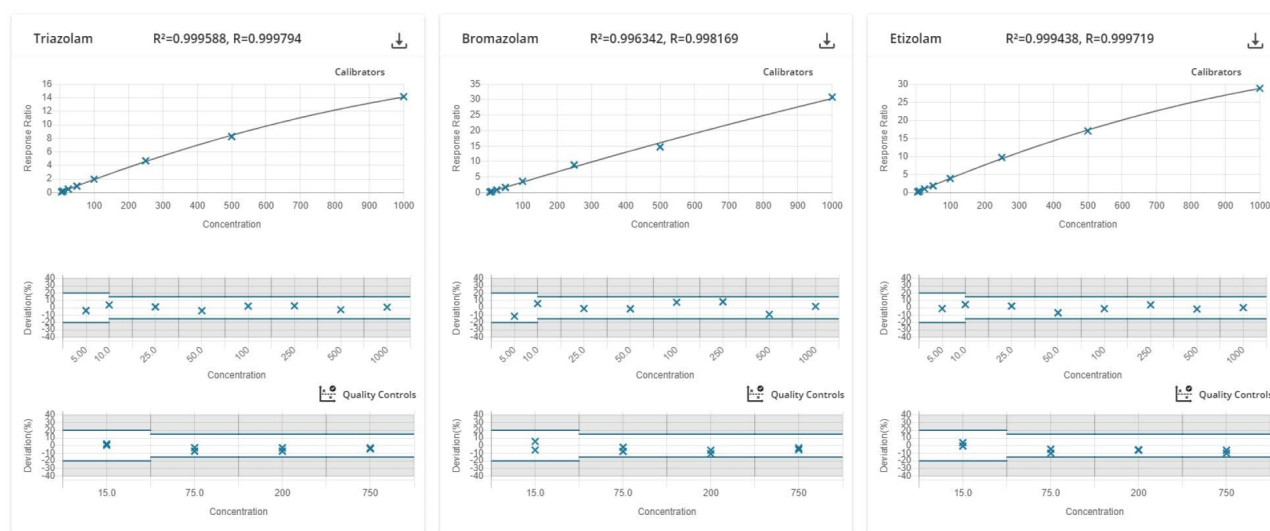 Triazolam R²=0.999588, R=0.999794
Calibrators
Response Ratio
16
14
12
10
8
6
4
2
0
100 200 300 400 500 600 700 800 900 1000
Concentration
Deviation(%)
40
30
20
10
0
-10
-20
-30
-40
5.00 10.0 25.0 50.0 100 250 500 1000
Concentration
Quality Controls
Deviation(%)
40
30
20
10
0
-10
-20
-30
-40
15.0 75.0 200 750
Concentration
Bromazolam R²=0.996342, R=0.998169
Calibrators
Response Ratio
35
30
25
20
15
10
5
0
100 200 300 400 500 600 700 800 900 1000
Concentration
Deviation(%)
40
30
20
10
0
-10
-20
-30
-40
5.00 10.0 25.0 50.0 100 250 500 1000
Concentration
Quality Controls
Deviation(%)
40
30
20
10
0
-10
-20
-30
-40
15.0 75.0 200 750
Concentration
Etizolam R²=0.999438, R=0.999719
Calibrators
Response Ratio
30
25
20
15
10
5
0
100 200 300 400 500 600 700 800 900 1000
Concentration
Deviation(%)
40
30
20
10
0
-10
-20
-30
-40
5.00 10.0 25.0 50.0 100 250 500 1000
Concentration
Quality Controls
Deviation(%)
40
30
20
10
0
-10
-20
-30
-40
15.0 75.0 200 750
Concentration